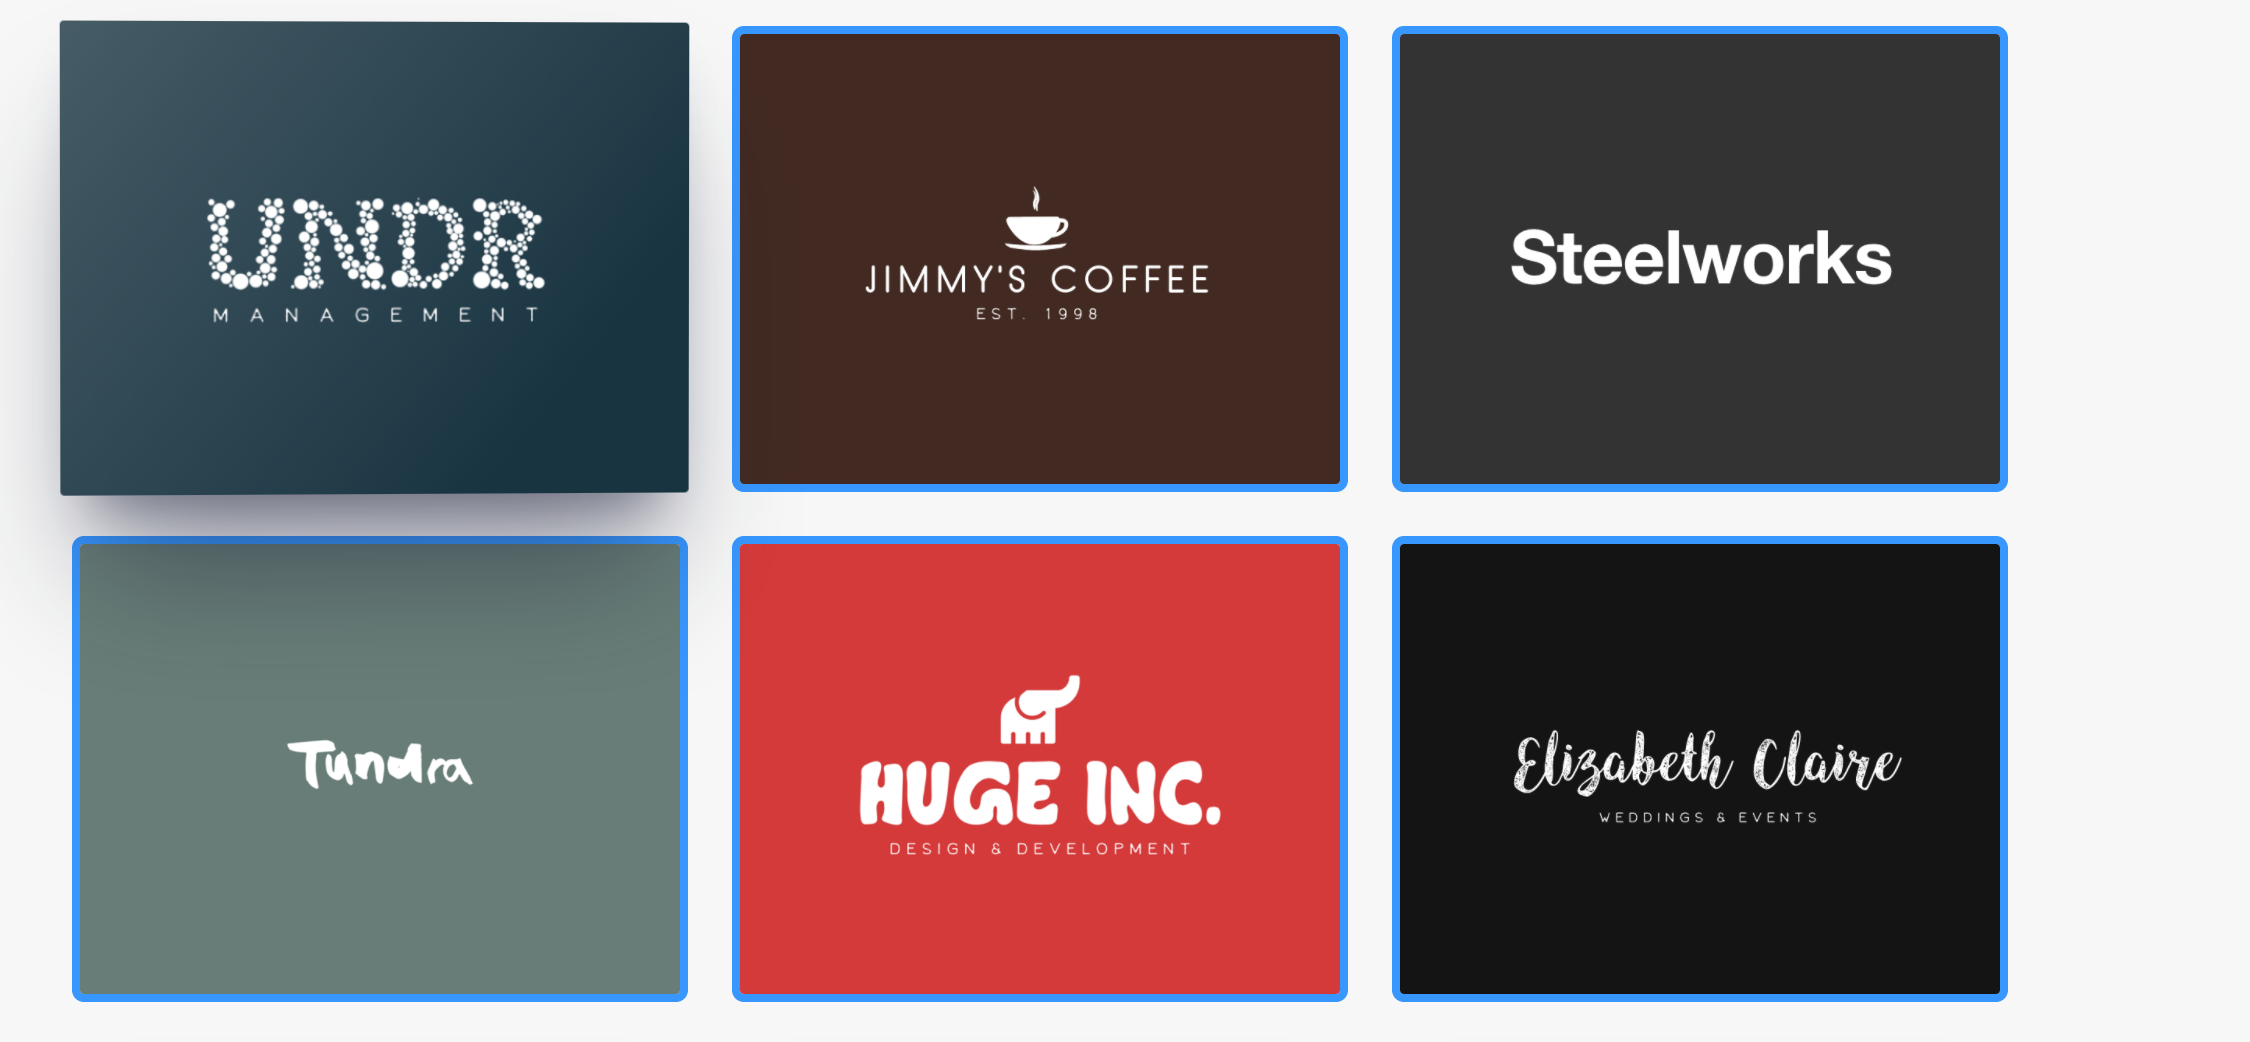 UNDR
MANAGEMENT
JIMMY'S COFFEE
EST. 1998
Steelworks
Tundra
HUGE INC.
DESIGN & DEVELOPMENT
Elizabeth Claire
WEDDINGS & EVENTS